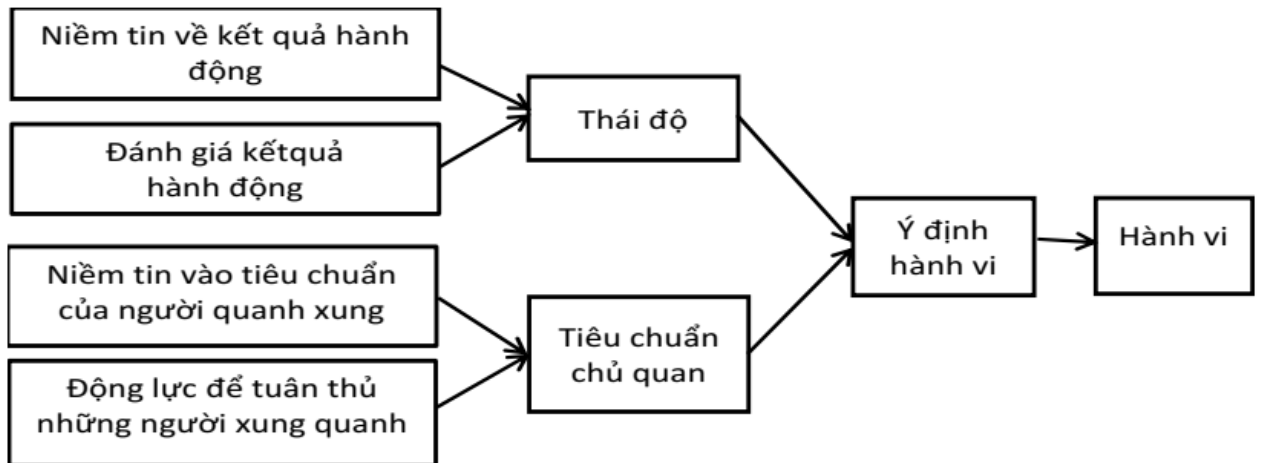 Niềm tin về kết quả hành
động
Đánh giá kếtquả
hành động
Niềm tin vào tiêu chuẩn
của người quanh xung
Động lực để tuân thủ
những người xung quanh
Thái độ
Tiêu chuẩn
chủ quan
Ý định
hành vi
Hành vi